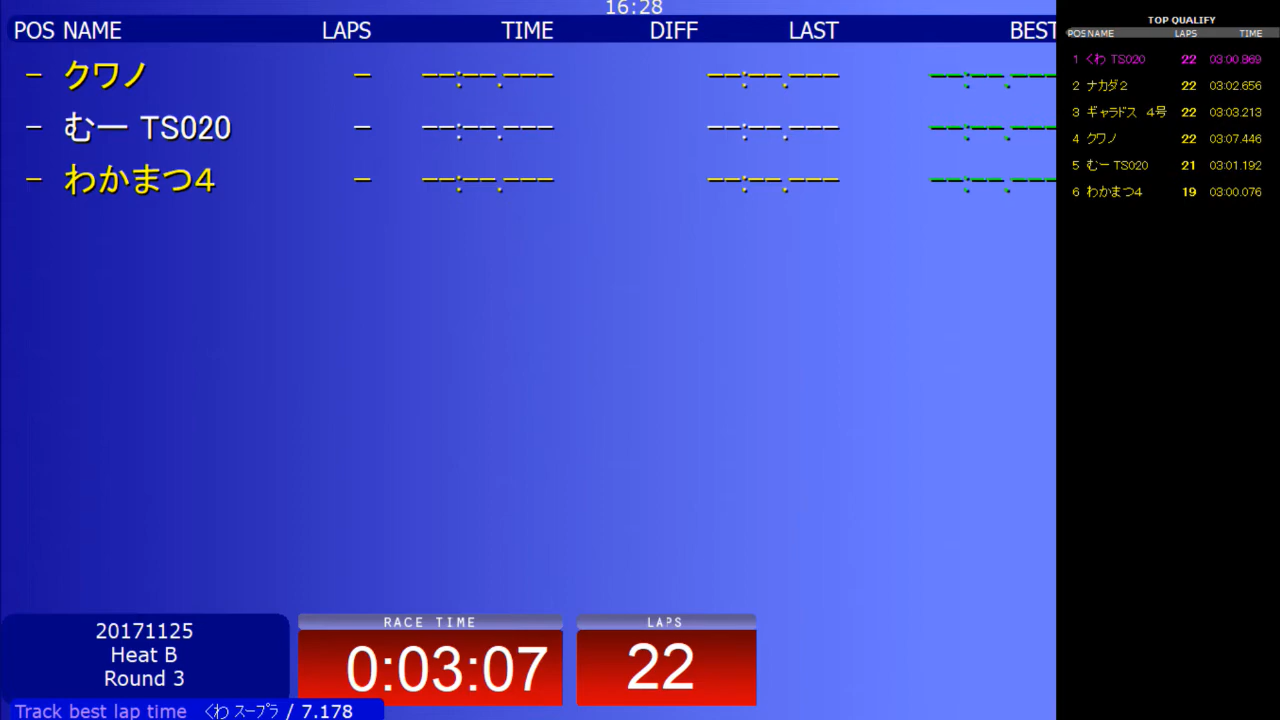 16:28
POS NAME LAPS TIME DIFF LAST BEST
– クワノ – --:--.--- --:--.--- --:--.---
– むー TS020 – --:--.--- --:--.--- --:--.---
– わかまつ4 – --:--.--- --:--.--- --:--.---
20171125
Heat B
Round 3
RACE TIME
0:03:07
LAPS
22
Track best lap time くわ スープラ / 7.178
TOP QUALIFY
POS NAME LAPS TIME
1 くわ TS020 22 03:00.869
2 ナカダ2 22 03:02.656
3 ギャラドス 4号 22 03:03.213
4 クワノ 22 03:07.446
5 むー TS020 21 03:01.192
6 わかまつ4 19 03:00.076